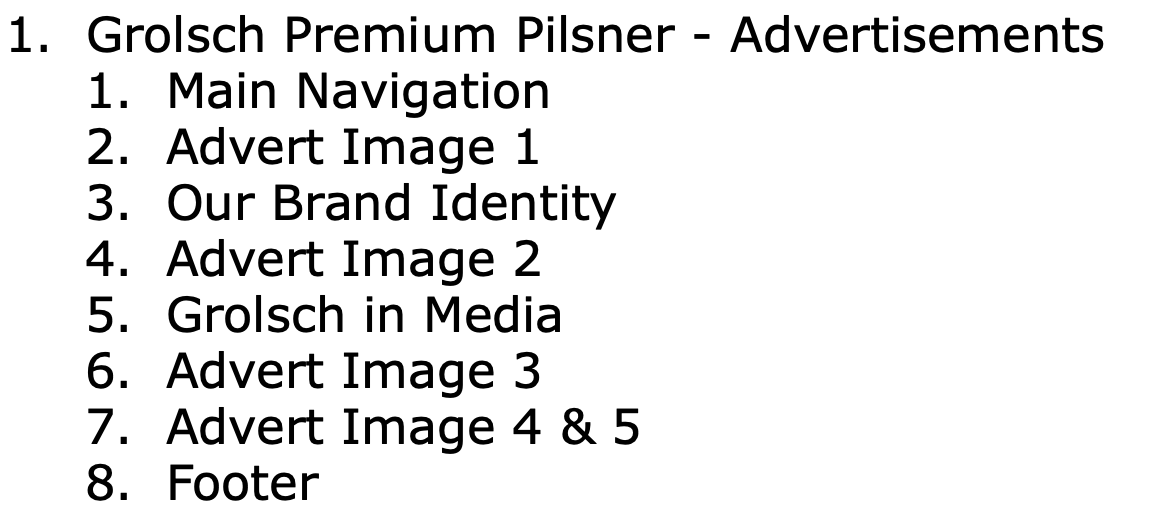 1. Grolsch Premium Pilsner - Advertisements
1. Main Navigation
2. Advert Image 1
3. Our Brand Identity
4. Advert Image 2
5. Grolsch in Media
6. Advert Image 3
7. Advert Image 4 & 5
8. Footer